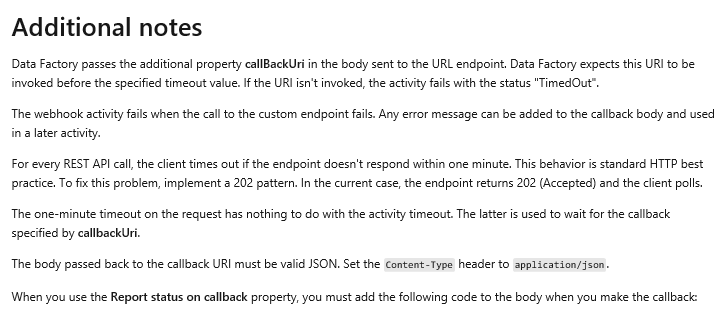 Additional notes
Data Factory passes the additional property callBackUri in the body sent to the URL endpoint. Data Factory expects this URI to be
invoked before the specified timeout value. If the URI isn't invoked, the activity fails with the status "TimedOut".
The webhook activity fails when the call to the custom endpoint fails. Any error message can be added to the callback body and used
in a later activity.
For every REST API call, the client times out if the endpoint doesn't respond within one minute. This behavior is standard HTTP best
practice. To fix this problem, implement a 202 pattern. In the current case, the endpoint returns 202 (Accepted) and the client polls.
The one-minute timeout on the request has nothing to do with the activity timeout. The latter is used to wait for the callback
specified by callbackUri.
The body passed back to the callback URI must be valid JSON. Set the Content-Type header to application/json.
When you use the Report status on callback property, you must add the following code to the body when you make the callback: